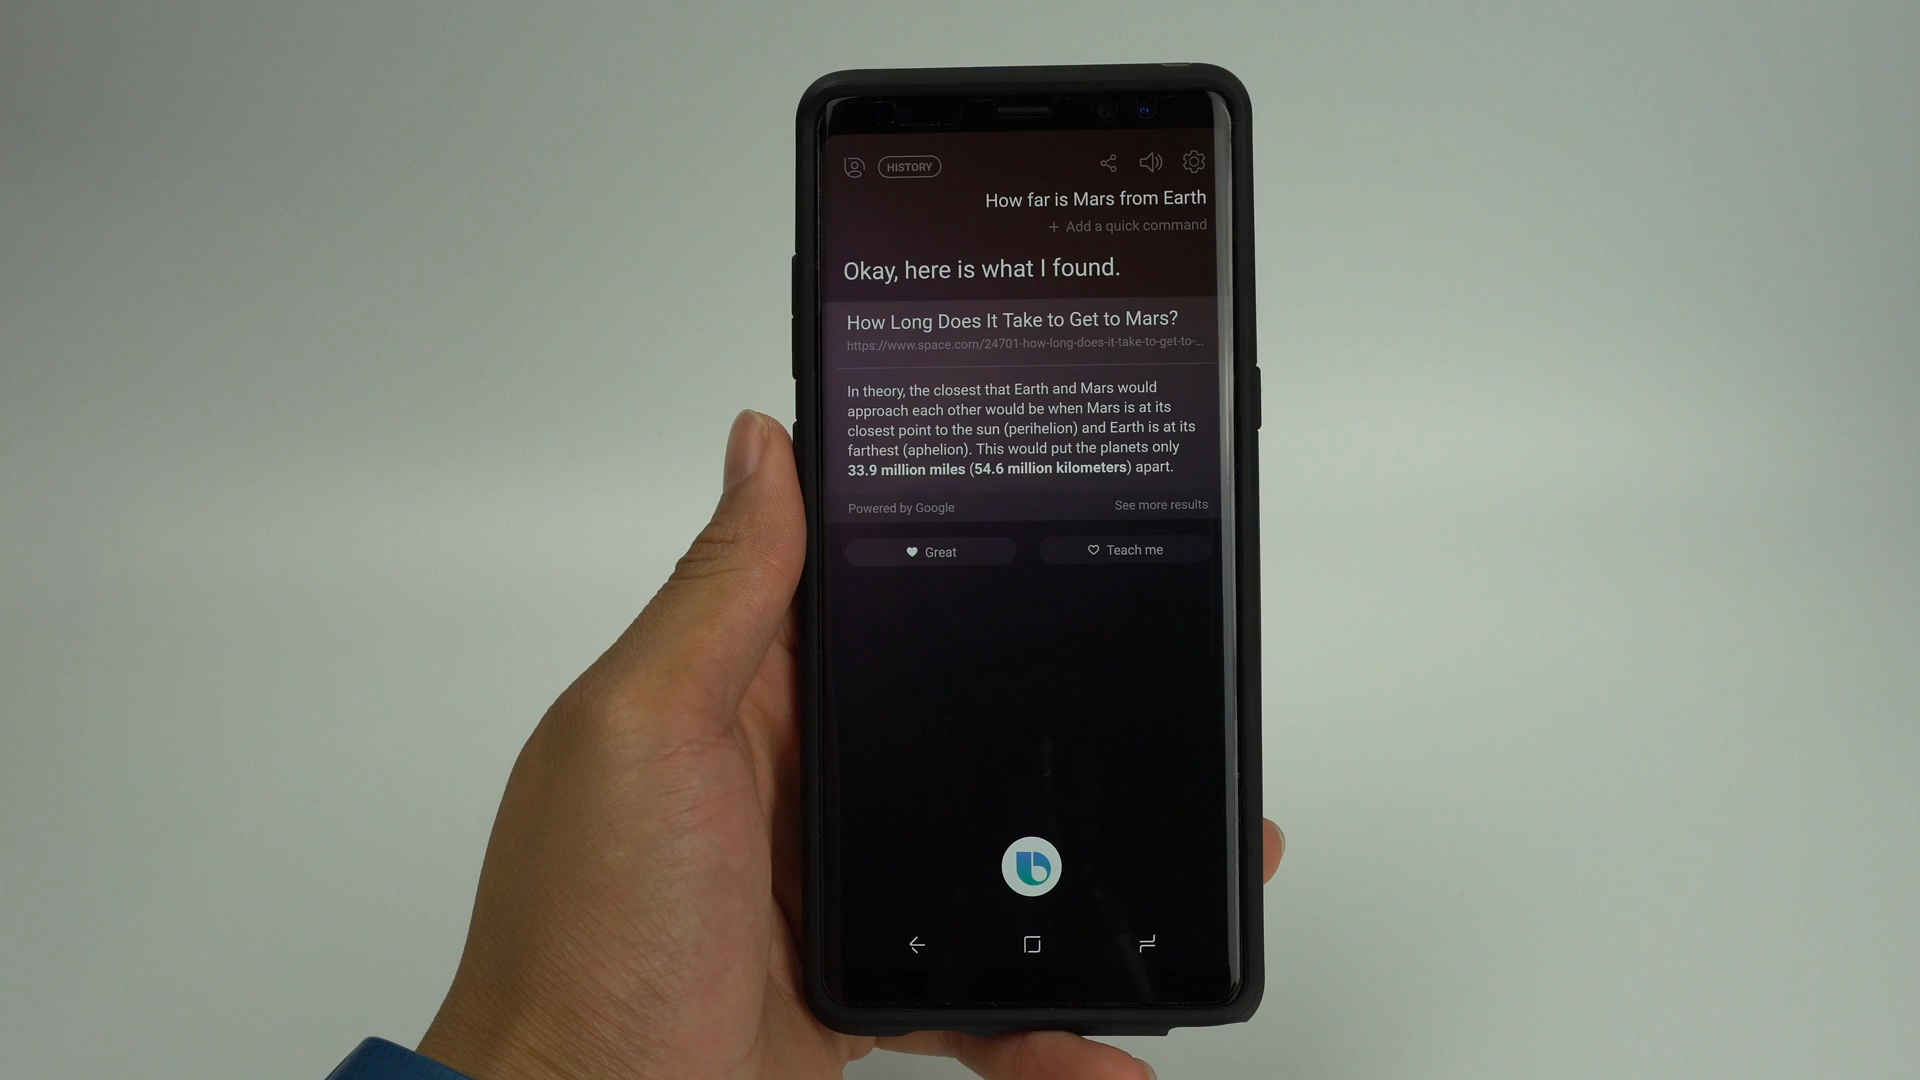 HISTORY
How far is Mars from Earth
+ Add a quick command
Okay, here is what I found.
How Long Does It Take to Get to Mars?
https://www.space.com/24701-how-long-does-it-take-to-get-to-...
In theory, the closest that Earth and Mars would
approach each other would be when Mars is at its
closest point to the sun (perihelion) and Earth is at its
farthest (aphelion). This would put the planets only
33.9 million miles (54.6 million kilometers) apart.
Powered by Google
See more results
Great
Teach me